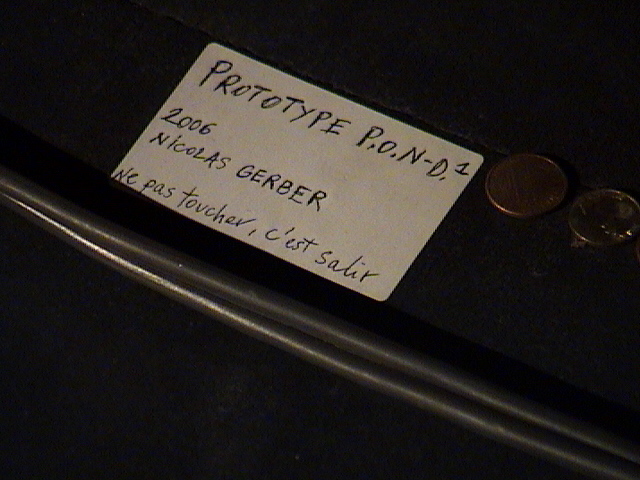 PROTOTYPE P.O.N-D.1
2006
NICOLAS GERBER
Ne pas toucher, c'est salir